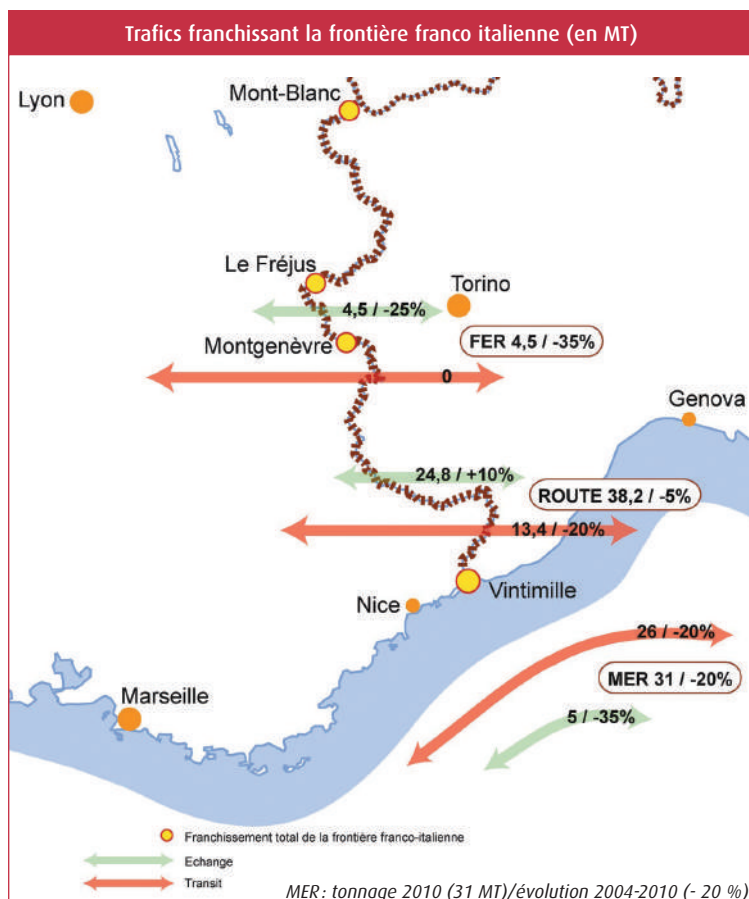 Trafics franchissant la frontière franco italienne (en MT)
Lyon
Mont-Blanc
Le Fréjus
Torino
4,5 / -25%
FER 4,5 / -35%
Montgenèvre
0
Genova
24,8 / +10%
ROUTE 38,2 / -5%
13,4 / -20%
Vintimille
Nice
26 / -20%
MER 31 / -20%
Marseille
5 / -35%
Franchissement total de la frontière franco-italienne
Echange
Transit
MER : tonnage 2010 (31 MT)/évolution 2004-2010 (- 20 %)